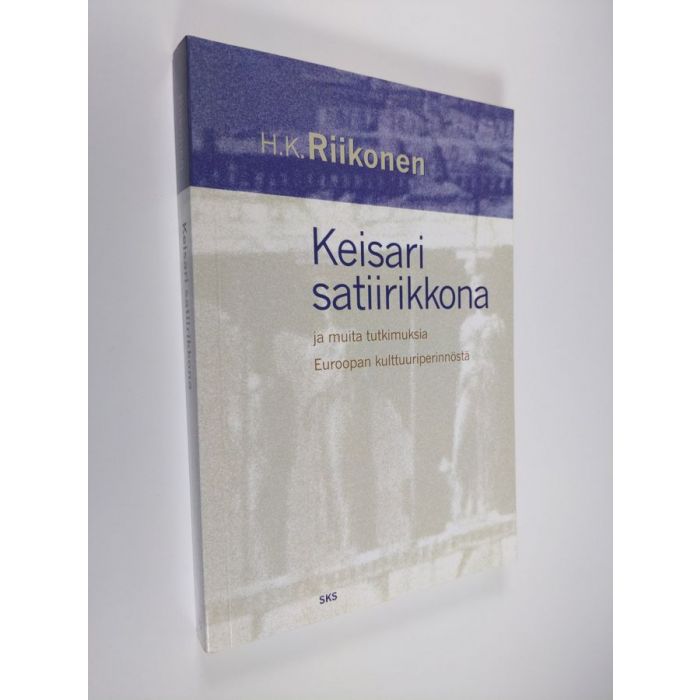 H.K. Riikonen
Keisari
satiirikkona
ja muita tutkimuksia
Euroopan kulttuuriperinnöstä
SKS
Keisari satiirikkona